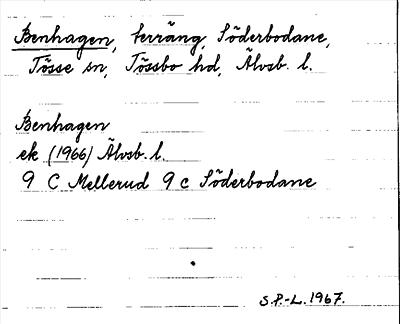 Benhagen, terräng, Söderbodane,
Tösse sn, Tössbo hd, Älvsb. l.
Benhagen
ek (1966) Älvsb. l.
9 C Mellerud 9 c Söderbodane
S.P.-L. 1967.